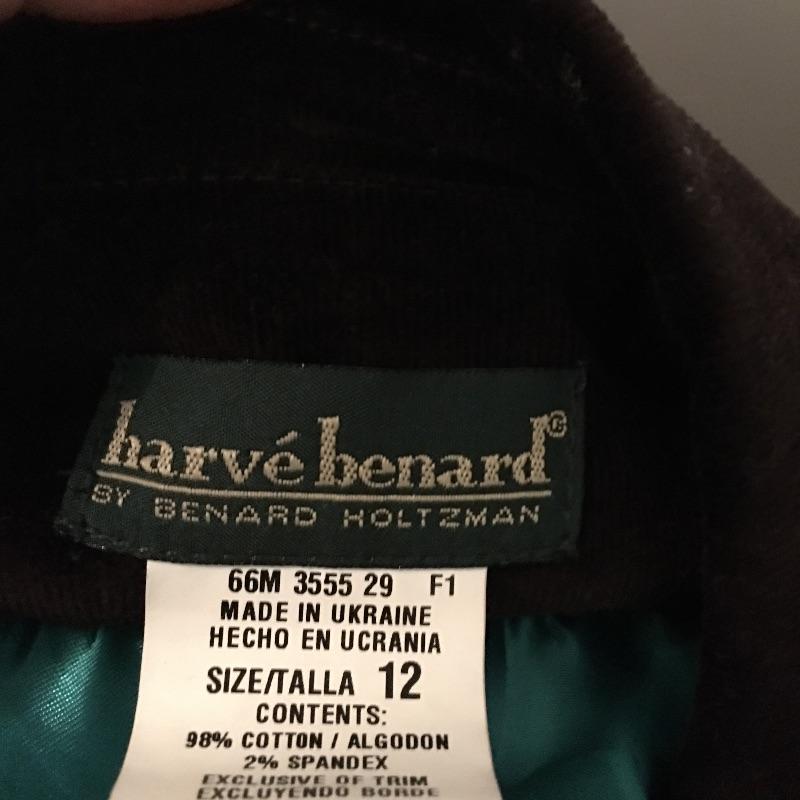 harvé benard®
BY BENARD HOLTZMAN
66M 3555 29 F1
MADE IN UKRAINE
HECHO EN UCRANIA
SIZE/TALLA 12
CONTENTS:
98% COTTON / ALGODON
2% SPANDEX
EXCLUSIVE OF TRIM
EXCLUYENDO BORDE